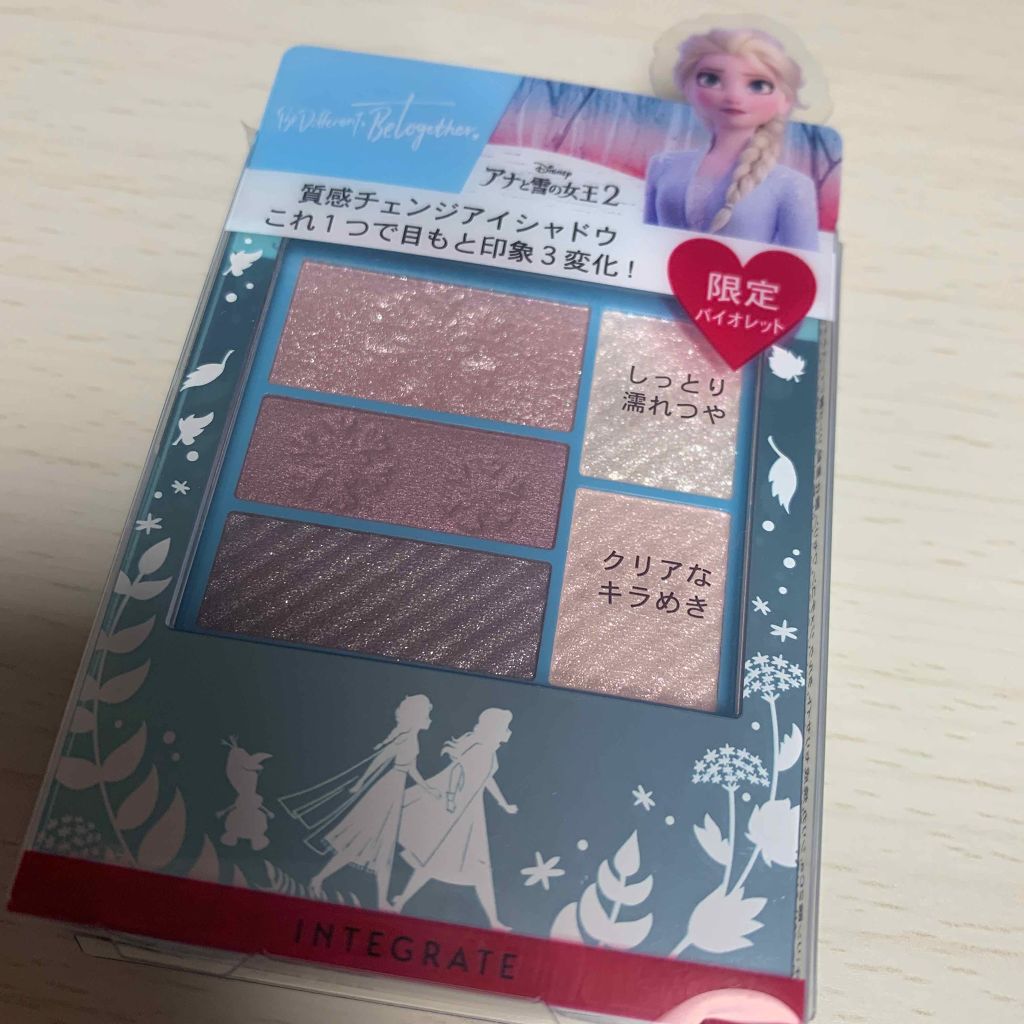 Be Different. Be Together.
Disney
アナと雪の女王2
質感チェンジアイシャドウ
これ1つで目もと印象3変化！
限定
バイオレット
しっとり
濡れつや
クリアな
キラめき
INTEGRATE